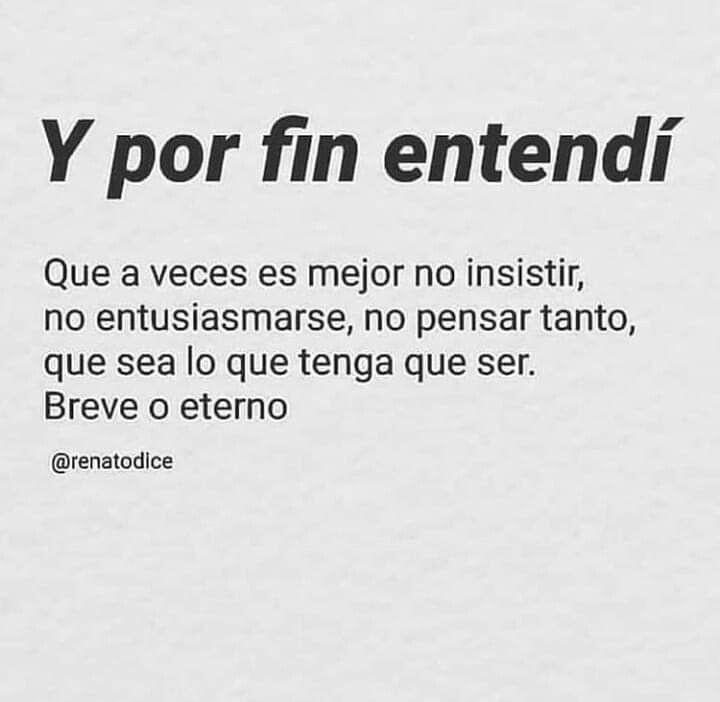 Y por fin entendí
Que a veces es mejor no insistir,
no entusiasmarse, no pensar tanto,
que sea lo que tenga que ser.
Breve o eterno
@renatodice